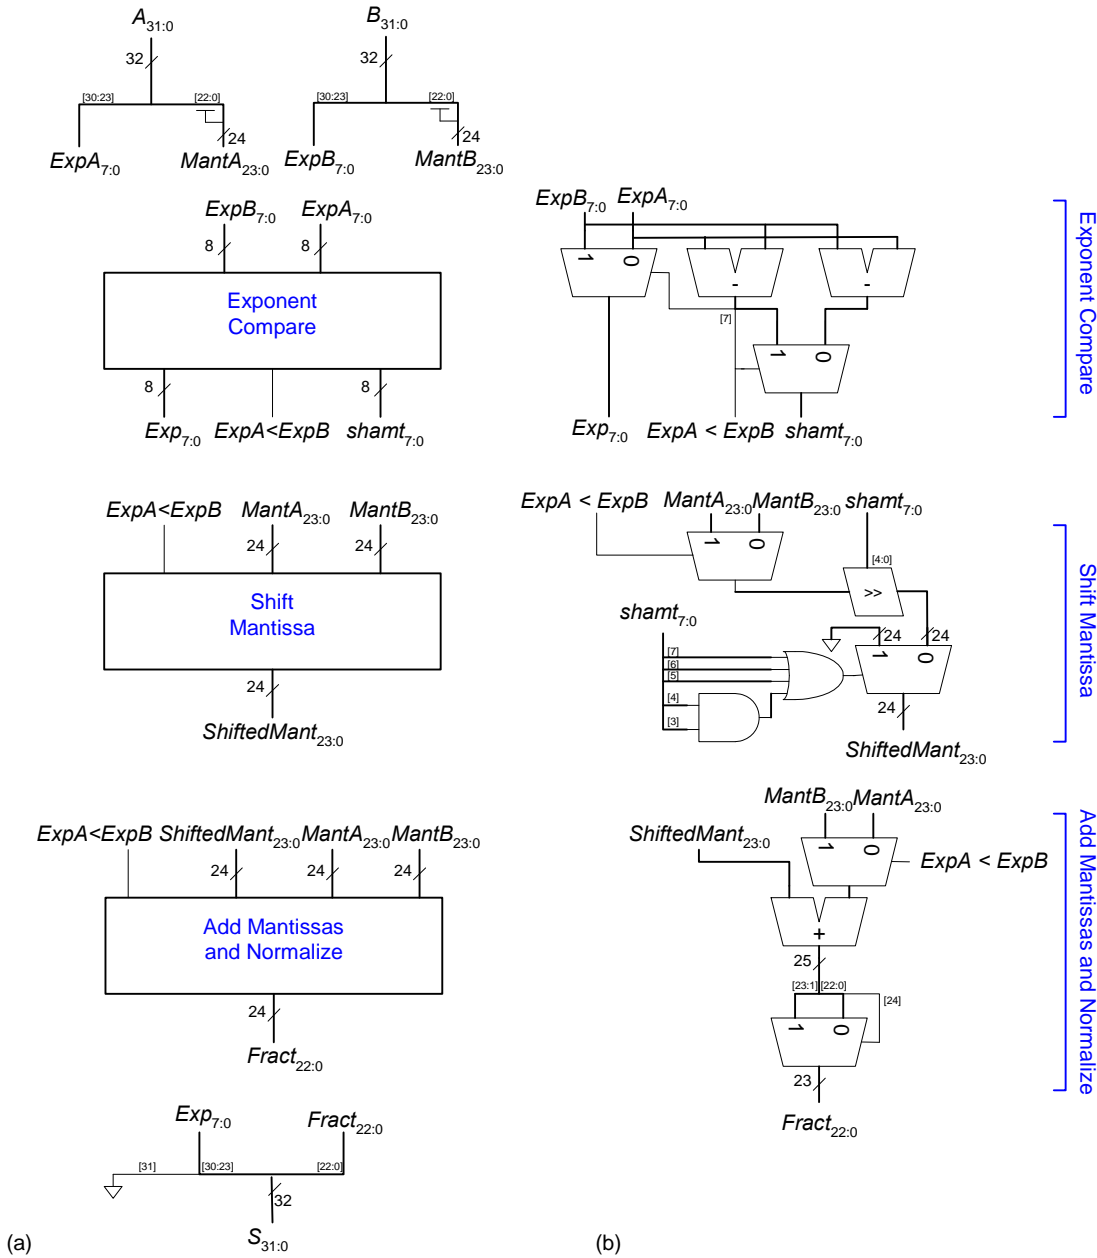 A31:0 B31:0
32 32
[30:23] [22:0] [30:23] [22:0]
24 24
ExpA7:0 MantA23:0 ExpB7:0 MantB23:0
ExpB7:0 ExpA7:0
8 8
Exponent
Compare
8 8
Exp7:0 ExpA<ExpB shamt7:0
ExpA<ExpB MantA23:0 MantB23:0
24 24
Shift
Mantissa
24
ShiftedMant23:0
ExpA<ExpB ShiftedMant23:0 MantA23:0 MantB23:0
24 24 24
Add Mantissas
and Normalize
24
Fract22:0
Exp7:0 Fract22:0
[31] [30:23] [22:0]
32
S31:0
(a)
ExpB7:0 ExpA7:0
1 0
- -
[7]
1 0
Exp7:0 ExpA < ExpB shamt7:0
Exponent Compare
ExpA < ExpB MantA23:0 MantB23:0 shamt7:0
1 0
[4:0]
>>
shamt7:0
24 24
[7]
[6]
[5]
[4]
[3]
1 0
24
ShiftedMant23:0
Shift Mantissa
MantB23:0 MantA23:0
ShiftedMant23:0
1 0
ExpA < ExpB
+
25
[23:1] [22:0]
[24]
1 0
23
Fract22:0
Add Mantissas and Normalize
(b)